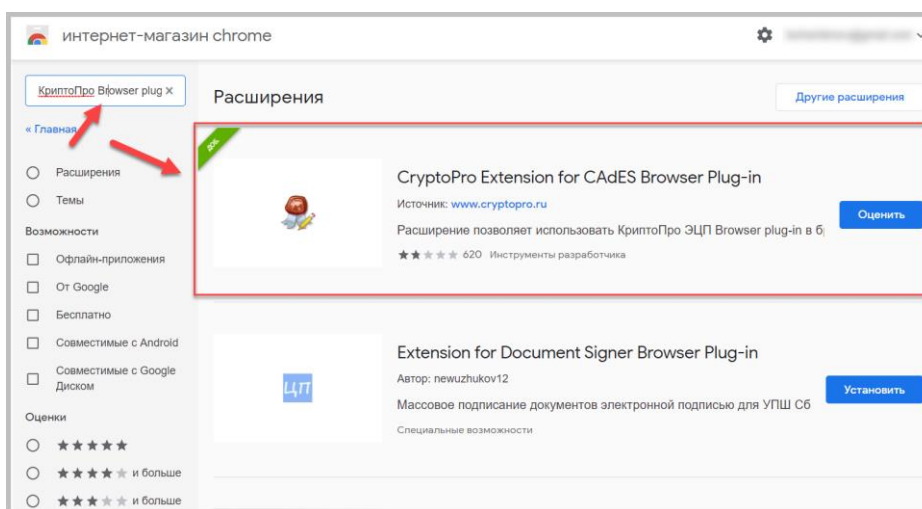 интернет-магазин chrome
КриптоПро Browser plug ×
« Главная
Расширения
Темы
Возможности
Офлайн-приложения
От Google
Бесплатно
Совместимые с Android
Совместимые с Google
Диском
Оценки
и больше
и больше
Расширения
Другие расширения
CryptoPro Extension for CAdES Browser Plug-in
Источник: www.cryptopro.ru
Расширение позволяет использовать КриптоПро ЭЦП Browser plug-in в б
620 Инструменты разработчика
Оценить
ЦП
Extension for Document Signer Browser Plug-in
Автор: newuzhukov12
Массовое подписание документов электронной подписью для УПШ Сб
Специальные возможности
Установить